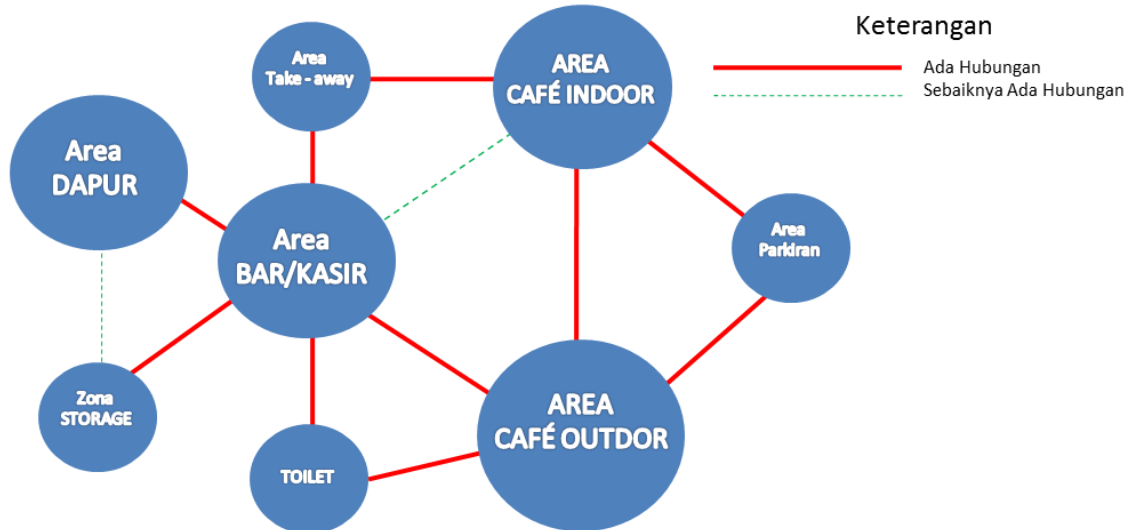 Keterangan
Ada Hubungan
Sebaiknya Ada Hubungan
Area
Take - away
AREA
CAFÉ INDOOR
Area
DAPUR
Area
BAR/KASIR
Area
Parkiran
Zona
STORAGE
TOILET
AREA
CAFÉ OUTDOR